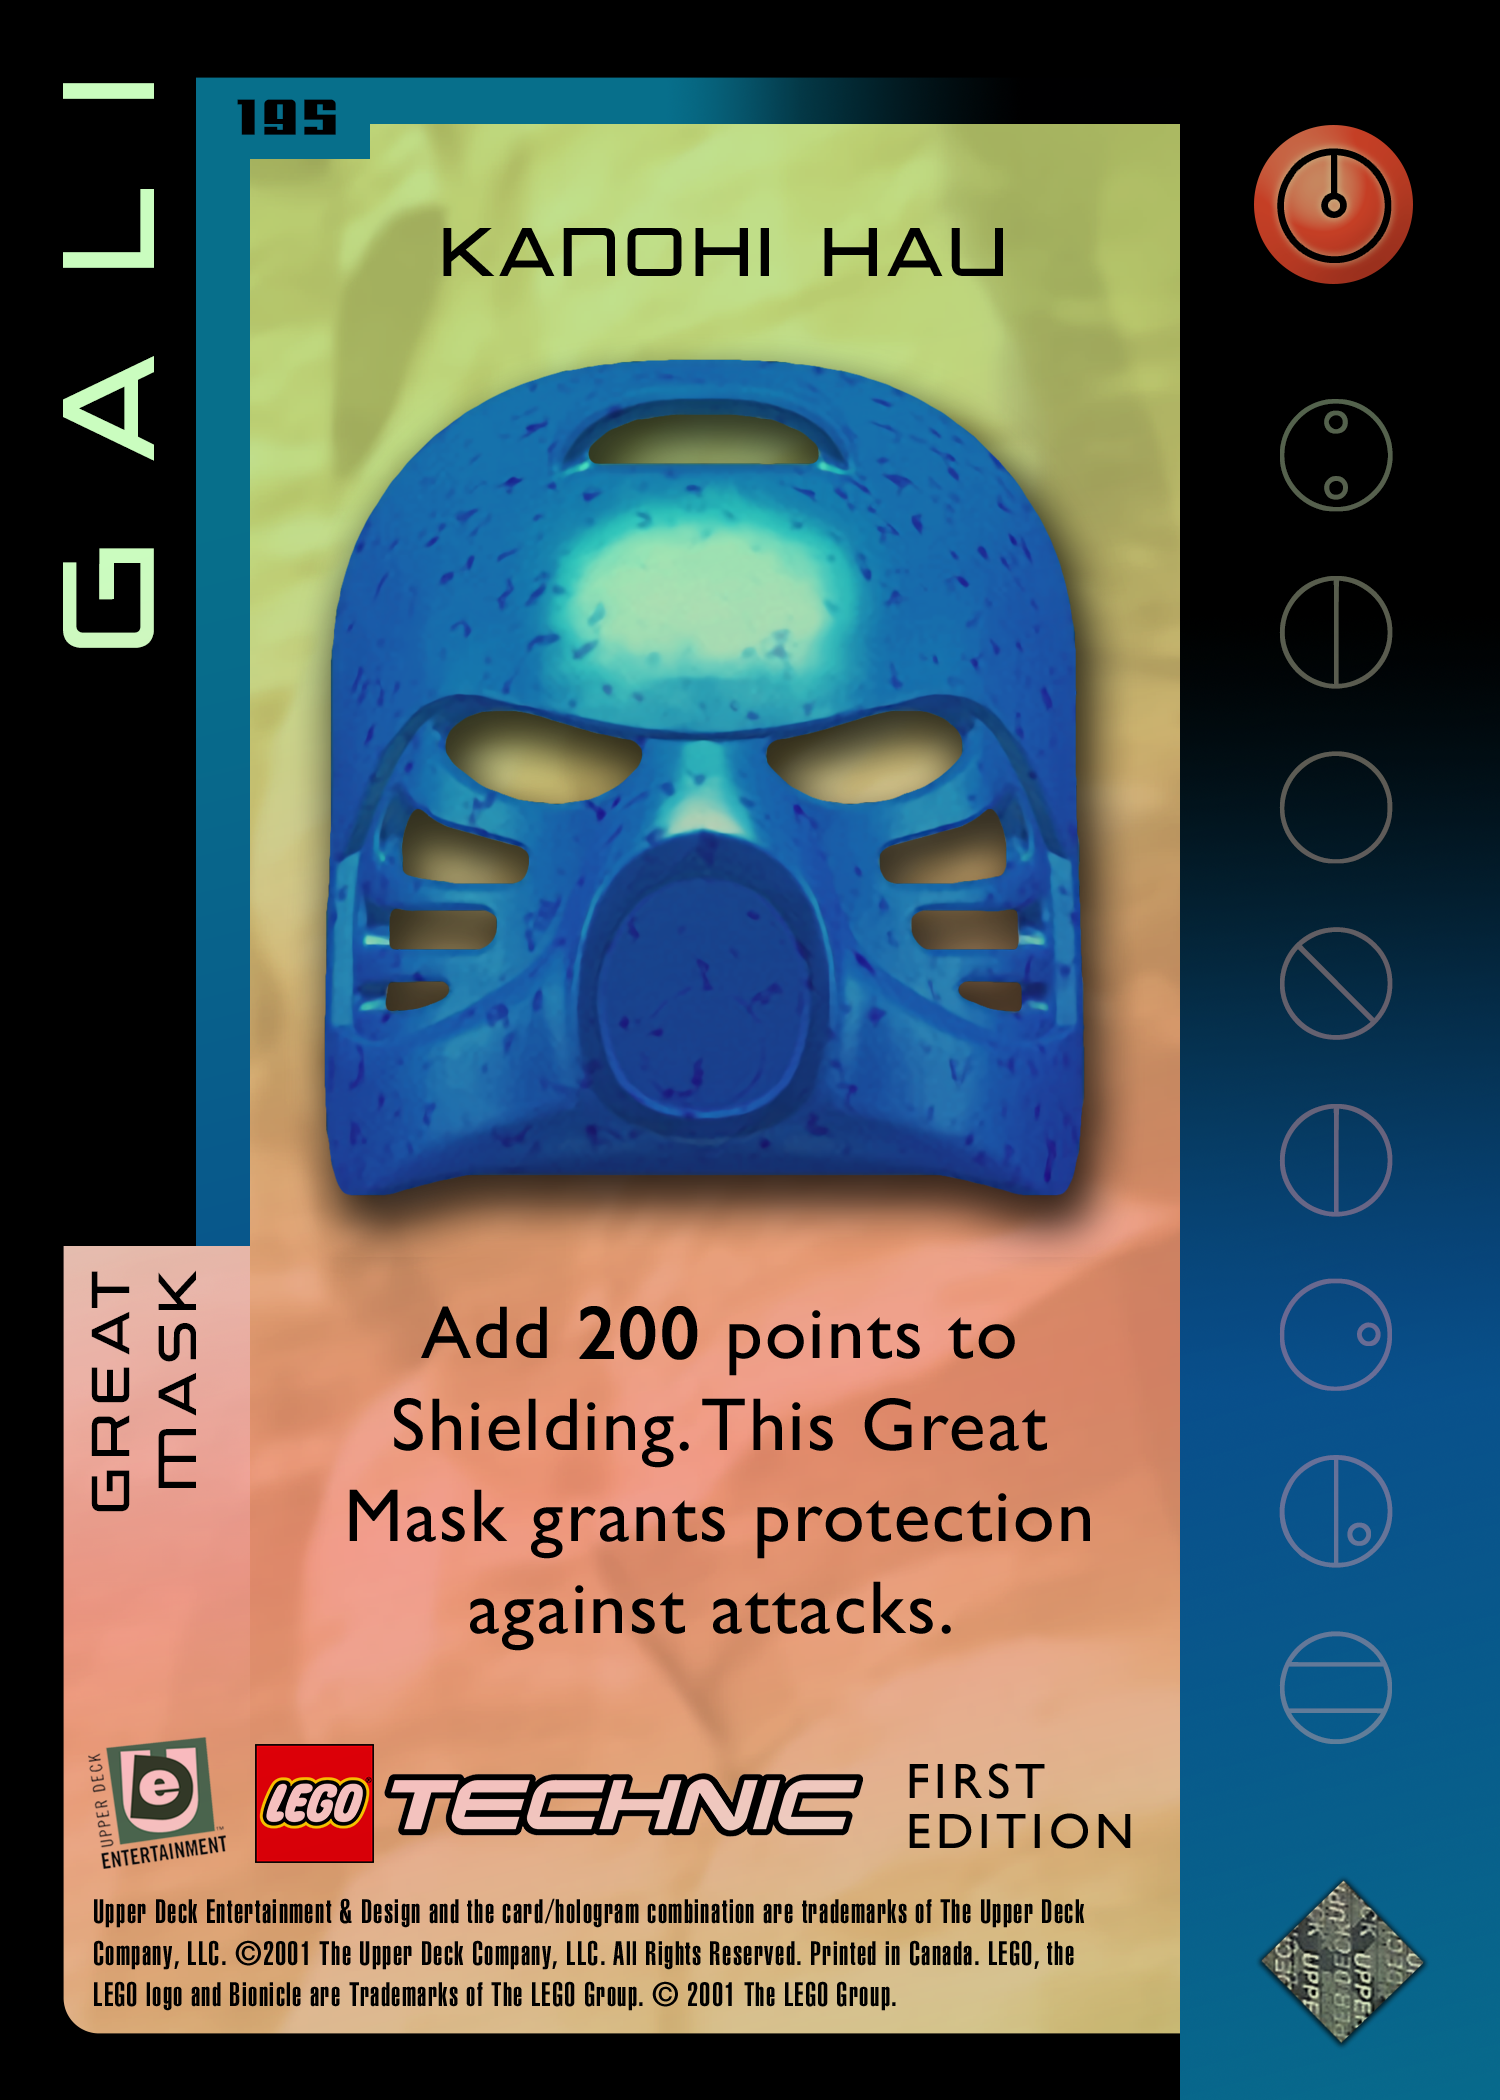 GALI
195
KANOHI HAU
GREAT
MASK
Add 200 points to
Shielding. This Great
Mask grants protection
against attacks.
UPPER DECK
ENTERTAINMENT
LEGO TECHNIC
FIRST
EDITION
Upper Deck Entertainment & Design and the card/hologram combination are trademarks of The Upper Deck
Company, LLC. ©2001 The Upper Deck Company, LLC. All Rights Reserved. Printed in Canada. LEGO, the
LEGO logo and Bionicle are Trademarks of The LEGO Group. © 2001 The LEGO Group.